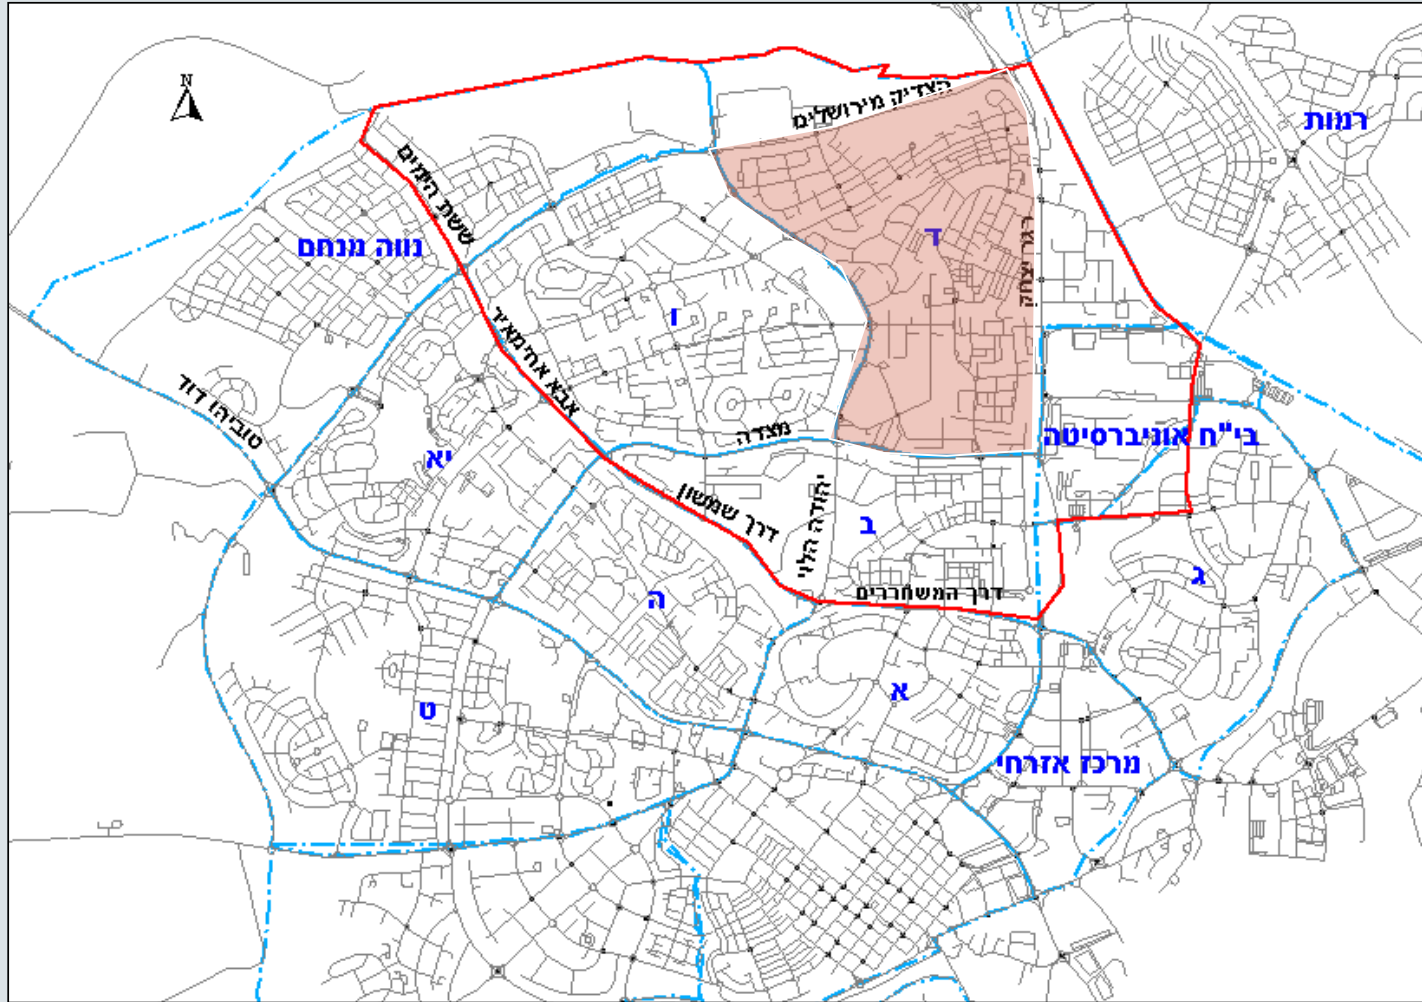 N
הצדיק מירושלים
רמות
ששת הימים
נווה מנחם
ד
רגר יצחק
ו
אבא אחימאיר
טוביהו דוד
מצדה
בי"ח אוניברסיטה
יא
דרך שמשון
יהודה הלוי
ב
ג
דרך המשחררים
ה
א
ט
מרכז אזרחי